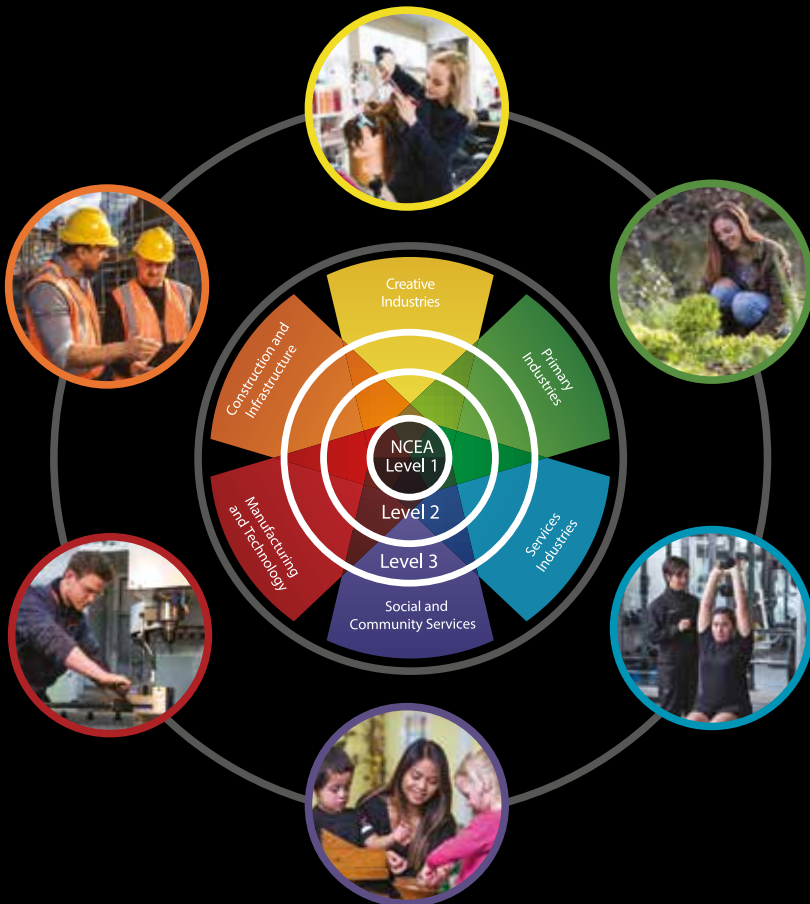 Creative
Industries
Primary
Industries
Services
Industries
Social and
Community Services
Manufacturing
and Technology
Construction and
Infrastructure
NCEA
Level 1
Level 2
Level 3